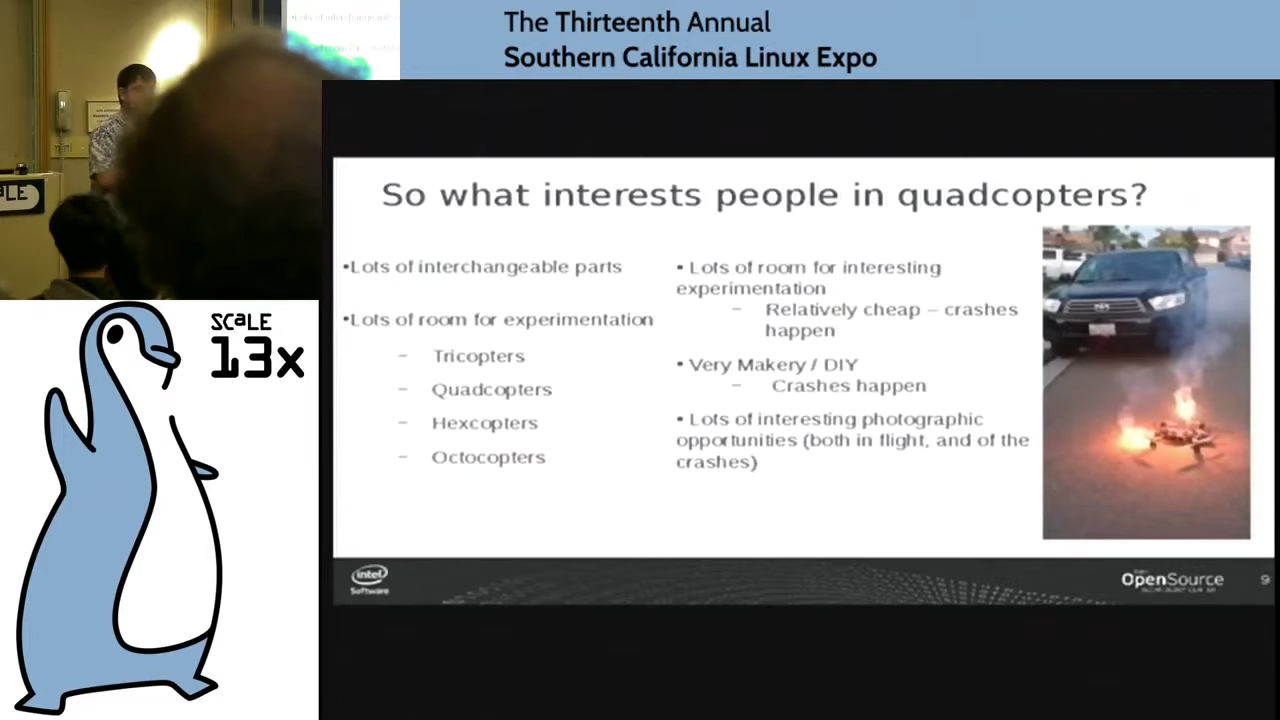 The Thirteenth Annual
Southern California Linux Expo
SCaLE
13x
So what interests people in quadcopters?
•Lots of interchangeable parts
•Lots of room for experimentation
– Tricopters
– Quadcopters
– Hexcopters
– Octocopters
• Lots of room for interesting
experimentation
– Relatively cheap – crashes
happen
• Very Makery / DIY
– Crashes happen
• Lots of interesting photographic
opportunities (both in flight, and of the
crashes)
intel
Software
OpenSource
9